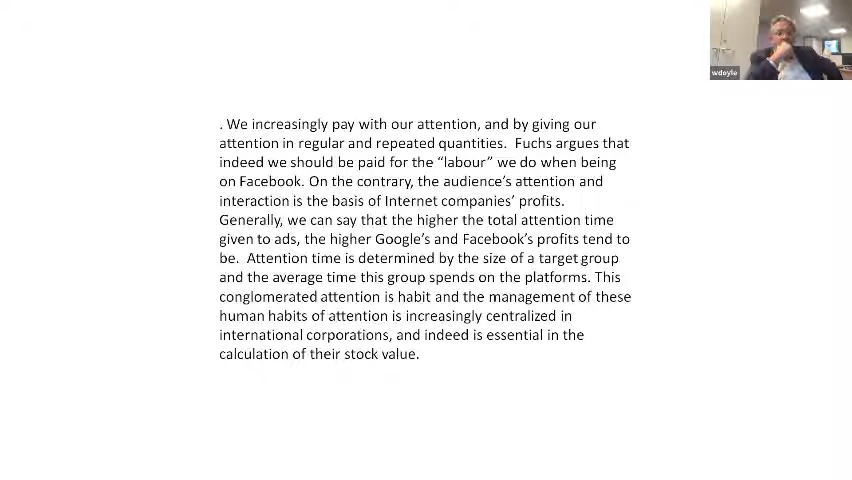 wdoyle
. We increasingly pay with our attention, and by giving our
attention in regular and repeated quantities.  Fuchs argues that
indeed we should be paid for the “labour” we do when being
on Facebook. On the contrary, the audience’s attention and
interaction is the basis of Internet companies’ profits.
Generally, we can say that the higher the total attention time
given to ads, the higher Google’s and Facebook’s profits tend to
be.  Attention time is determined by the size of a target group
and the average time this group spends on the platforms. This
conglomerated attention is habit and the management of these
human habits of attention is increasingly centralized in
international corporations, and indeed is essential in the
calculation of their stock value.